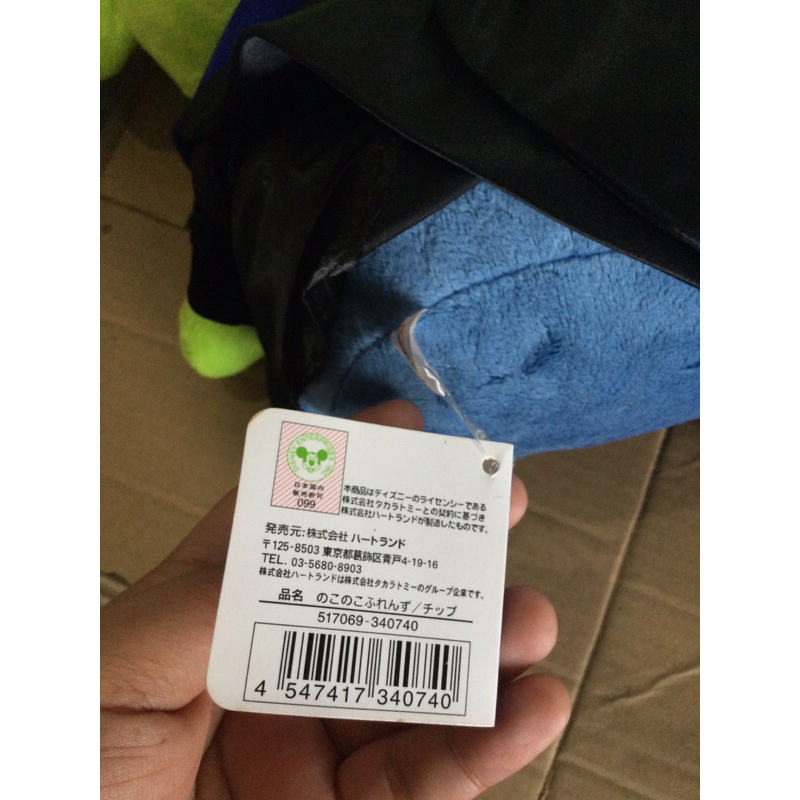 DISNEY ENTERPRISES, INC.
日本国内
販売許可
099
本商品はディズニーのライセンシーである
株式会社タカラトミーとの契約に基づき
株式会社ハートランドが製造したものです。
発売元:株式会社 ハートランド
〒125-8503 東京都葛飾区青戸4-19-16
TEL. 03-5680-8903
株式会社ハートランドは株式会社タカラトミーのグループ企業です。
品名 のこのこふれんず/チップ
517069-340740
4 547417 340740